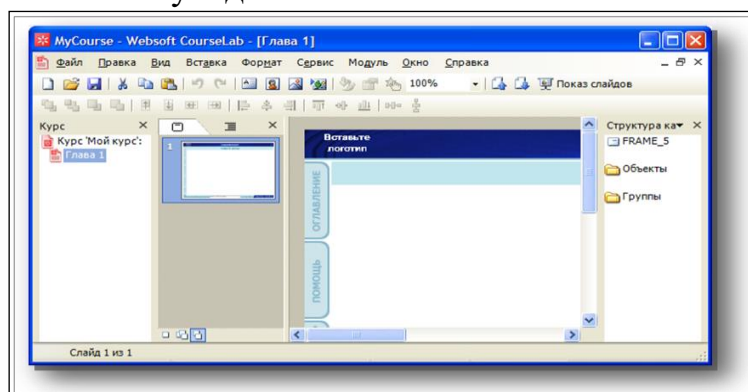 MyCourse - Websoft CourseLab - [Глава 1]
Файл Правка Вид Вставка Формат Сервис Модуль Окно Справка
100% Показ слайдов
Курс
Структура ка
Курс 'Мой курс':
Глава 1
1
Вставьте
логотип
FRAME_5
Объекты
Группы
ОГЛАВЛЕНИЕ
ПОМОЩЬ
Слайд 1 из 1